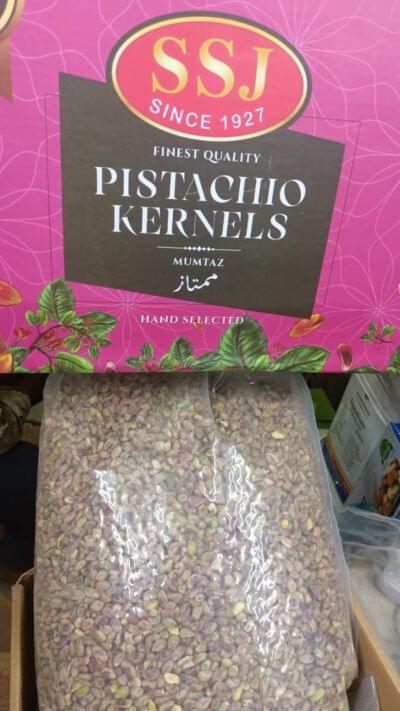 SSJ
SINCE 1927
FINEST QUALITY
PISTACHIO
KERNELS
MUMTAZ
ممتاز
HAND SELECTED